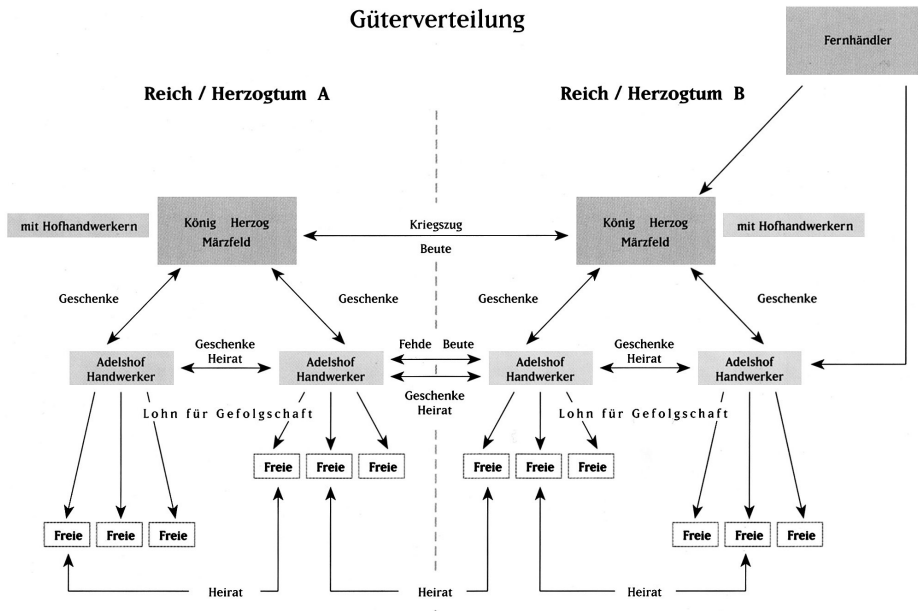 Güterverteilung
Fernhändler
Reich / Herzogtum A
Reich / Herzogtum B
mit Hofhandwerkern
König Herzog
Märzfeld
Kriegszug
Beute
König Herzog
Märzfeld
mit Hofhandwerkern
Geschenke
Geschenke
Geschenke
Geschenke
Adelshof
Handwerker
Geschenke
Heirat
Adelshof
Handwerker
Fehde Beute
Geschenke
Heirat
Adelshof
Handwerker
Geschenke
Heirat
Adelshof
Handwerker
Lohn für Gefolgschaft
Lohn für Gefolgschaft
Freie
Freie
Freie
Freie
Freie
Freie
Freie
Freie
Freie
Freie
Freie
Freie
Heirat
Heirat
Heirat